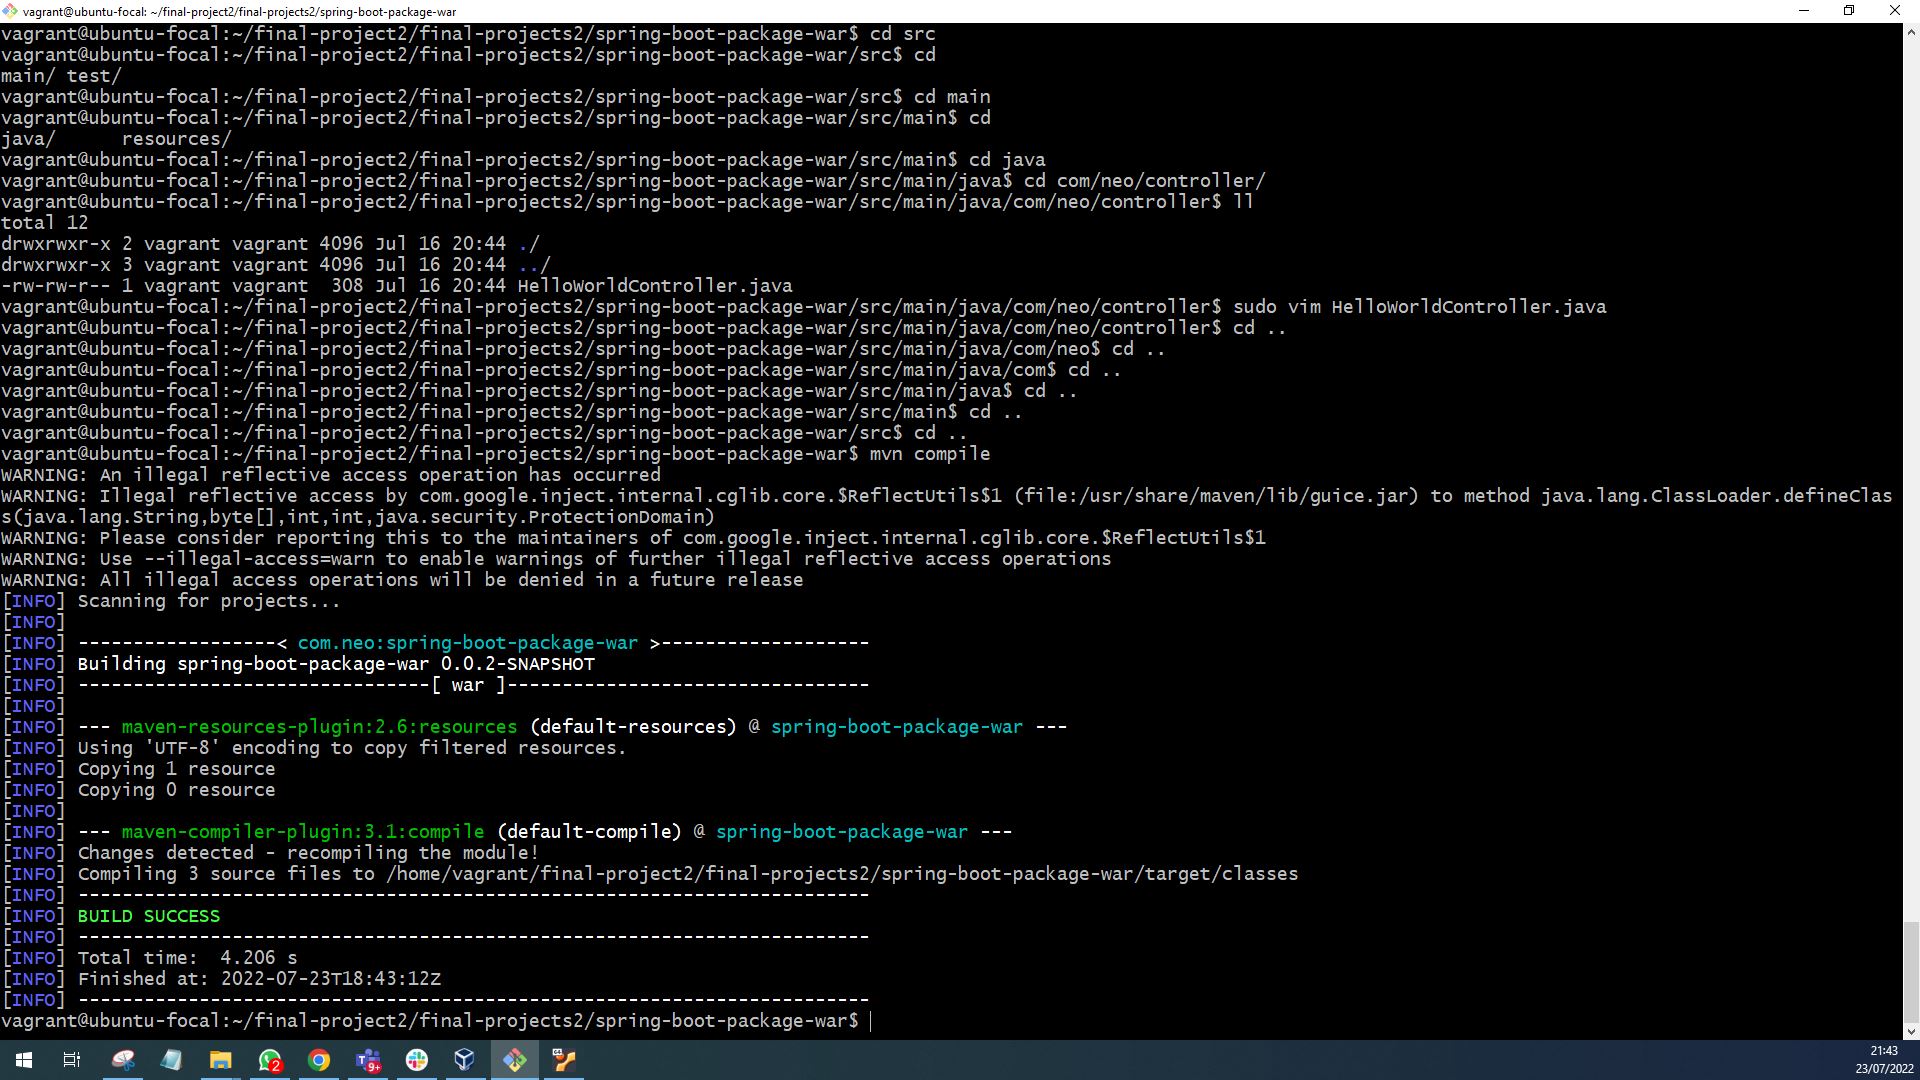 vagrant@ubuntu-focal: ~/final-project2/final-projects2/spring-boot-package-war
vagrant@ubuntu-focal:~/final-project2/final-projects2/spring-boot-package-war$ cd src
vagrant@ubuntu-focal:~/final-project2/final-projects2/spring-boot-package-war/src$ cd
main/ test/
vagrant@ubuntu-focal:~/final-project2/final-projects2/spring-boot-package-war/src$ cd main
vagrant@ubuntu-focal:~/final-project2/final-projects2/spring-boot-package-war/src/main$ cd
java/      resources/
vagrant@ubuntu-focal:~/final-project2/final-projects2/spring-boot-package-war/src/main$ cd java
vagrant@ubuntu-focal:~/final-project2/final-projects2/spring-boot-package-war/src/main/java$ cd com/neo/controller/
vagrant@ubuntu-focal:~/final-project2/final-projects2/spring-boot-package-war/src/main/java/com/neo/controller$ ll
total 12
drwxrwxr-x 2 vagrant vagrant 4096 Jul 16 20:44 ./
drwxrwxr-x 3 vagrant vagrant 4096 Jul 16 20:44 ../
-rw-rw-r-- 1 vagrant vagrant  308 Jul 16 20:44 HelloWorldController.java
vagrant@ubuntu-focal:~/final-project2/final-projects2/spring-boot-package-war/src/main/java/com/neo/controller$ sudo vim HelloWorldController.java
vagrant@ubuntu-focal:~/final-project2/final-projects2/spring-boot-package-war/src/main/java/com/neo/controller$ cd ..
vagrant@ubuntu-focal:~/final-project2/final-projects2/spring-boot-package-war/src/main/java/com/neo$ cd ..
vagrant@ubuntu-focal:~/final-project2/final-projects2/spring-boot-package-war/src/main/java/com$ cd ..
vagrant@ubuntu-focal:~/final-project2/final-projects2/spring-boot-package-war/src/main/java$ cd ..
vagrant@ubuntu-focal:~/final-project2/final-projects2/spring-boot-package-war/src/main$ cd ..
vagrant@ubuntu-focal:~/final-project2/final-projects2/spring-boot-package-war/src$ cd ..
vagrant@ubuntu-focal:~/final-project2/final-projects2/spring-boot-package-war$ mvn compile
WARNING: An illegal reflective access operation has occurred
WARNING: Illegal reflective access by com.google.inject.internal.cglib.core.$ReflectUtils$1 (file:/usr/share/maven/lib/guice.jar) to method java.lang.ClassLoader.defineClas
s(java.lang.String,byte[],int,int,java.security.ProtectionDomain)
WARNING: Please consider reporting this to the maintainers of com.google.inject.internal.cglib.core.$ReflectUtils$1
WARNING: Use --illegal-access=warn to enable warnings of further illegal reflective access operations
WARNING: All illegal access operations will be denied in a future release
[INFO] Scanning for projects...
[INFO]
[INFO] ------------------< com.neo:spring-boot-package-war >-------------------
[INFO] Building spring-boot-package-war 0.0.2-SNAPSHOT
[INFO] --------------------------------[ war ]---------------------------------
[INFO]
[INFO] --- maven-resources-plugin:2.6:resources (default-resources) @ spring-boot-package-war ---
[INFO] Using 'UTF-8' encoding to copy filtered resources.
[INFO] Copying 1 resource
[INFO] Copying 0 resource
[INFO]
[INFO] --- maven-compiler-plugin:3.1:compile (default-compile) @ spring-boot-package-war ---
[INFO] Changes detected - recompiling the module!
[INFO] Compiling 3 source files to /home/vagrant/final-project2/final-projects2/spring-boot-package-war/target/classes
[INFO] ------------------------------------------------------------------------
[INFO] BUILD SUCCESS
[INFO] ------------------------------------------------------------------------
[INFO] Total time:  4.206 s
[INFO] Finished at: 2022-07-23T18:43:12Z
[INFO] ------------------------------------------------------------------------
vagrant@ubuntu-focal:~/final-project2/final-projects2/spring-boot-package-war$
2
9+
64
21:43
23/07/2022